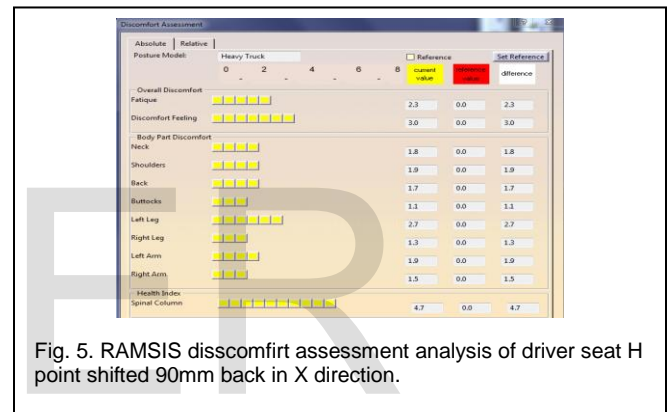 Discomfort Assessment
Absolute Relative
Posture Model: Heavy Truck Reference Set Reference
0 2 4 6 8 current value reference value difference
Overall Discomfort
Fatique 2.3 0.0 2.3
Discomfort Feeling 3.0 0.0 3.0
Body Part Discomfort
Neck 1.8 0.0 1.8
Shoulders 1.9 0.0 1.9
Back 1.7 0.0 1.7
Buttocks 1.1 0.0 1.1
Left Leg 2.7 0.0 2.7
Right Leg 1.3 0.0 1.3
Left Arm 1.9 0.0 1.9
Right Arm 1.5 0.0 1.5
Health Index
Spinal Column 4.7 0.0 4.7
ER
Fig. 5. RAMSIS disscomfirt assessment analysis of driver seat H
point shifted 90mm back in X direction.